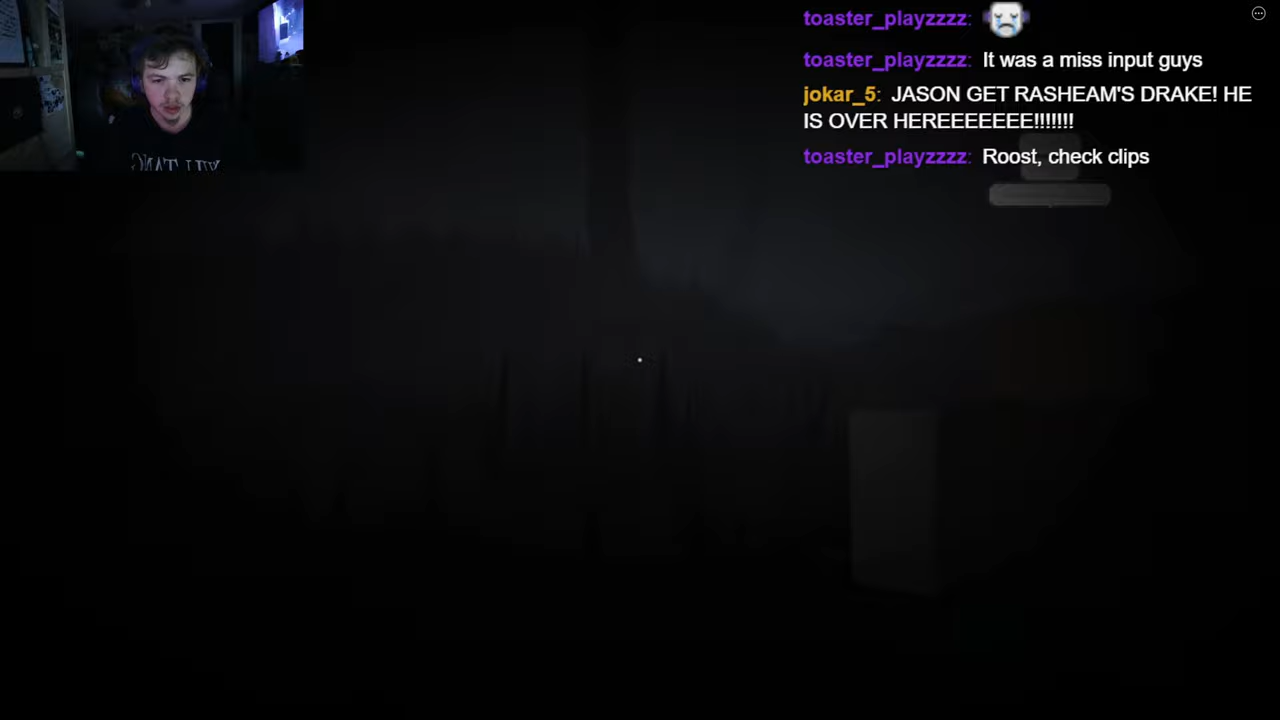 toaster_playzzzz:
toaster_playzzzz: It was a miss input guys
jokar_5: JASON GET RASHEAM'S DRAKE! HE
IS OVER HEREEEEEEE!!!!!!!
toaster_playzzzz: Roost, check clips